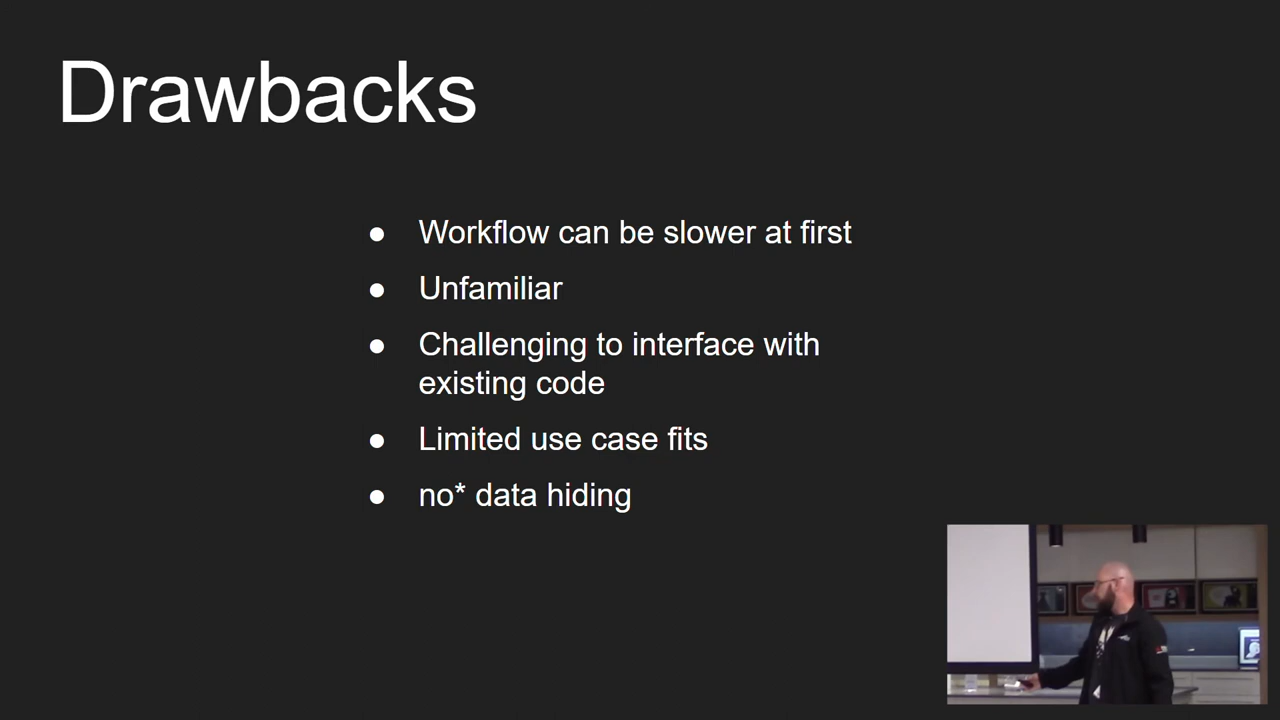 Drawbacks
● Workflow can be slower at first
● Unfamiliar
● Challenging to interface with
existing code
● Limited use case fits
● no* data hiding